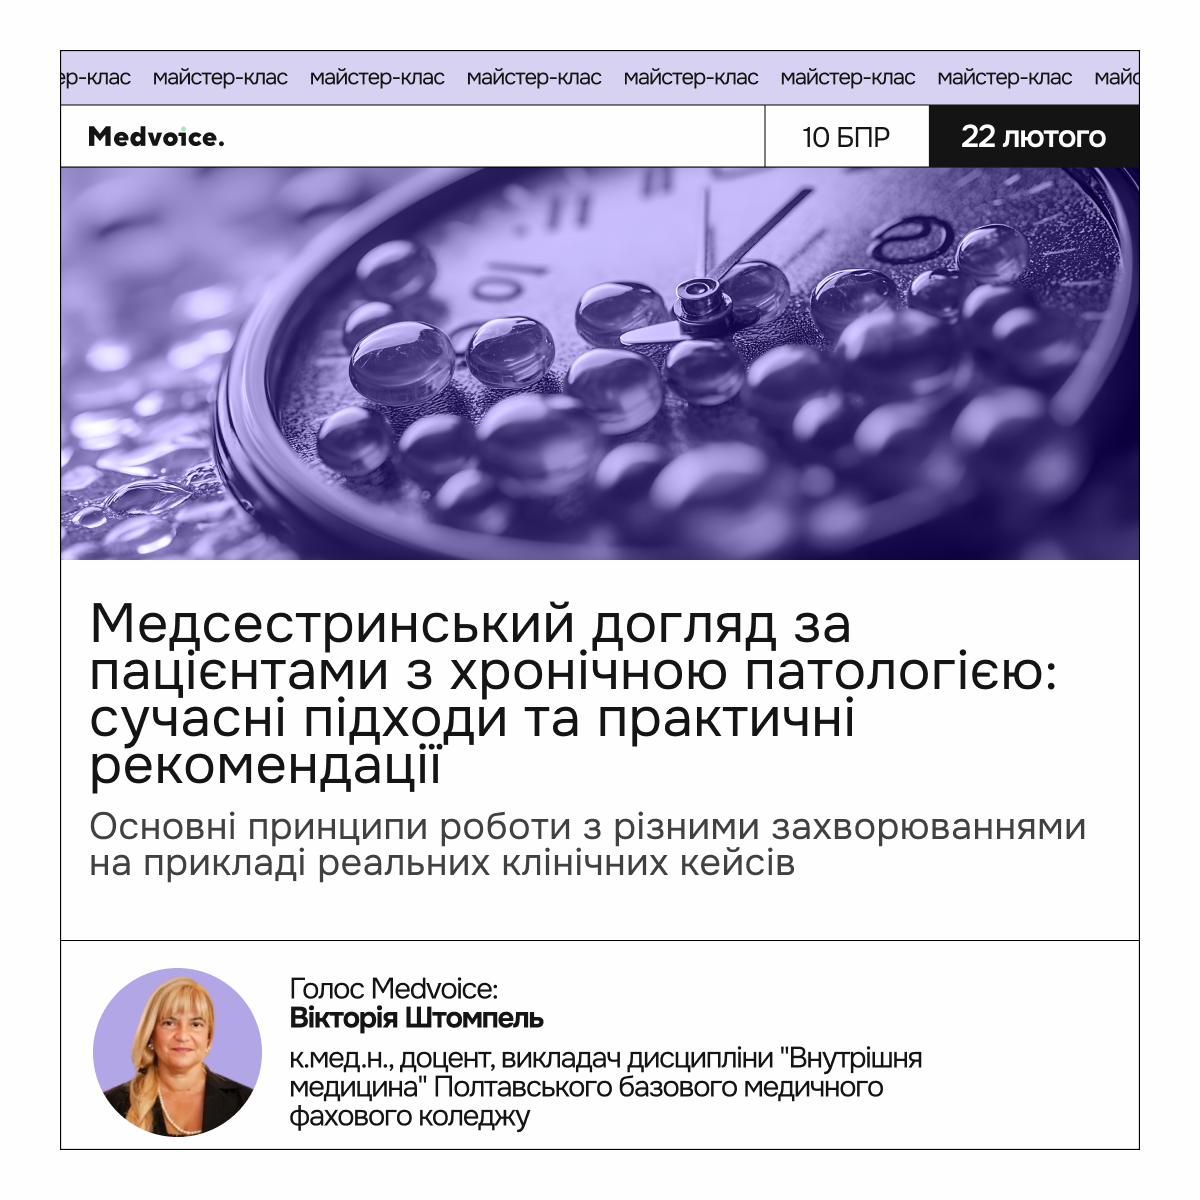 ер-клас майстер-клас майстер-клас майстер-клас майстер-клас майстер-клас майстер-клас майс
Medvoice.
10 БПР
22 лютого
Медсестринський догляд за
пацієнтами з хронічною патологією:
сучасні підходи та практичні
рекомендації
Основні принципи роботи з різними захворюваннями
на прикладі реальних клінічних кейсів
Голос Medvoice:
Вікторія Штомпель
к.мед.н., доцент, викладач дисципліни "Внутрішня
медицина" Полтавського базового медичного
фахового коледжу